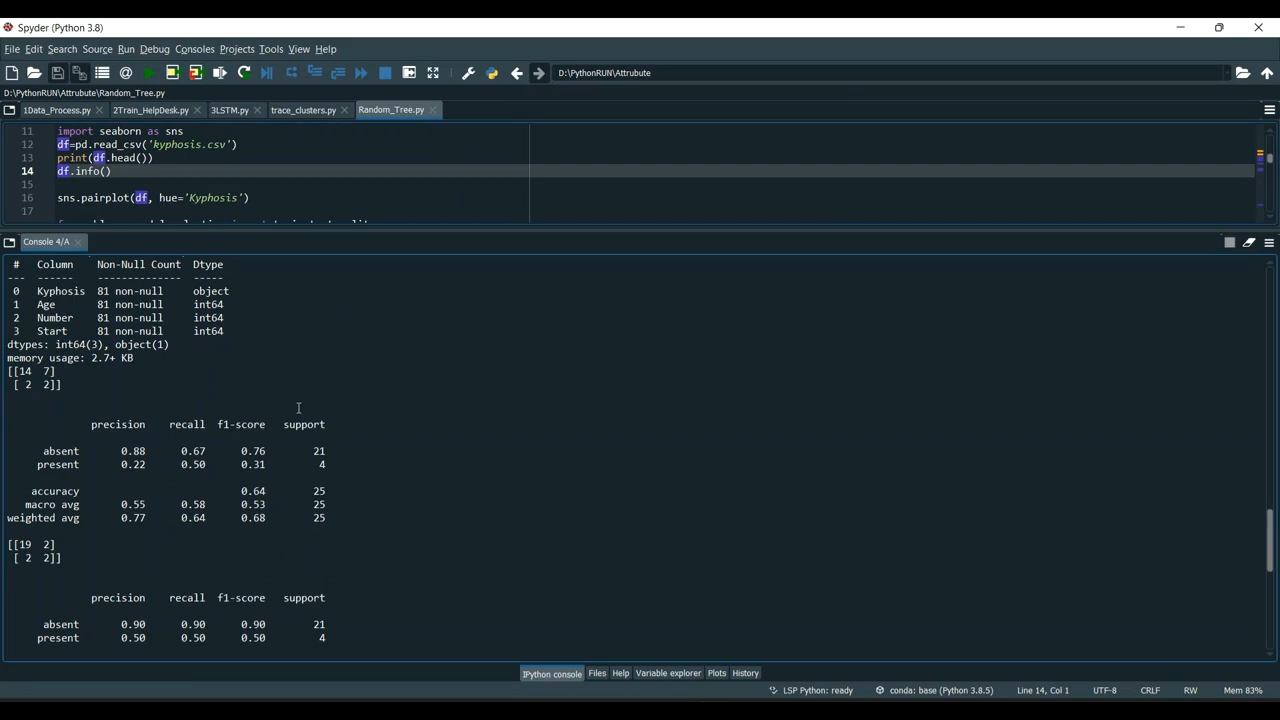 Spyder (Python 3.8)
File Edit Search Source Run Debug Consoles Projects Tools View Help
D:\PythonRUN\Attrubute
D:\PythonRUN\Attrubute\Random_Tree.py
1Data_Process.py 2Train_HelpDesk.py 3LSTM.py trace_clusters.py Random_Tree.py
11 import seaborn as sns
12 df=pd.read_csv('kyphosis.csv')
13 print(df.head())
14 df.info()
15
16 sns.pairplot(df, hue='Kyphosis')
17
Console 4/A
# Column Non-Null Count Dtype
--- ------ -------------- -----
0 Kyphosis 81 non-null object
1 Age 81 non-null int64
2 Number 81 non-null int64
3 Start 81 non-null int64
dtypes: int64(3), object(1)
memory usage: 2.7+ KB
[[14 7]
[ 2 2]]
precision recall f1-score support
absent 0.88 0.67 0.76 21
present 0.22 0.50 0.31 4
accuracy 0.64 25
macro avg 0.55 0.58 0.53 25
weighted avg 0.77 0.64 0.68 25
[[19 2]
[ 2 2]]
precision recall f1-score support
absent 0.90 0.90 0.90 21
present 0.50 0.50 0.50 4
IPython console Files Help Variable explorer Plots History
LSP Python: ready conda: base (Python 3.8.5) Line 14, Col 1 UTF-8 CRLF RW Mem 83%